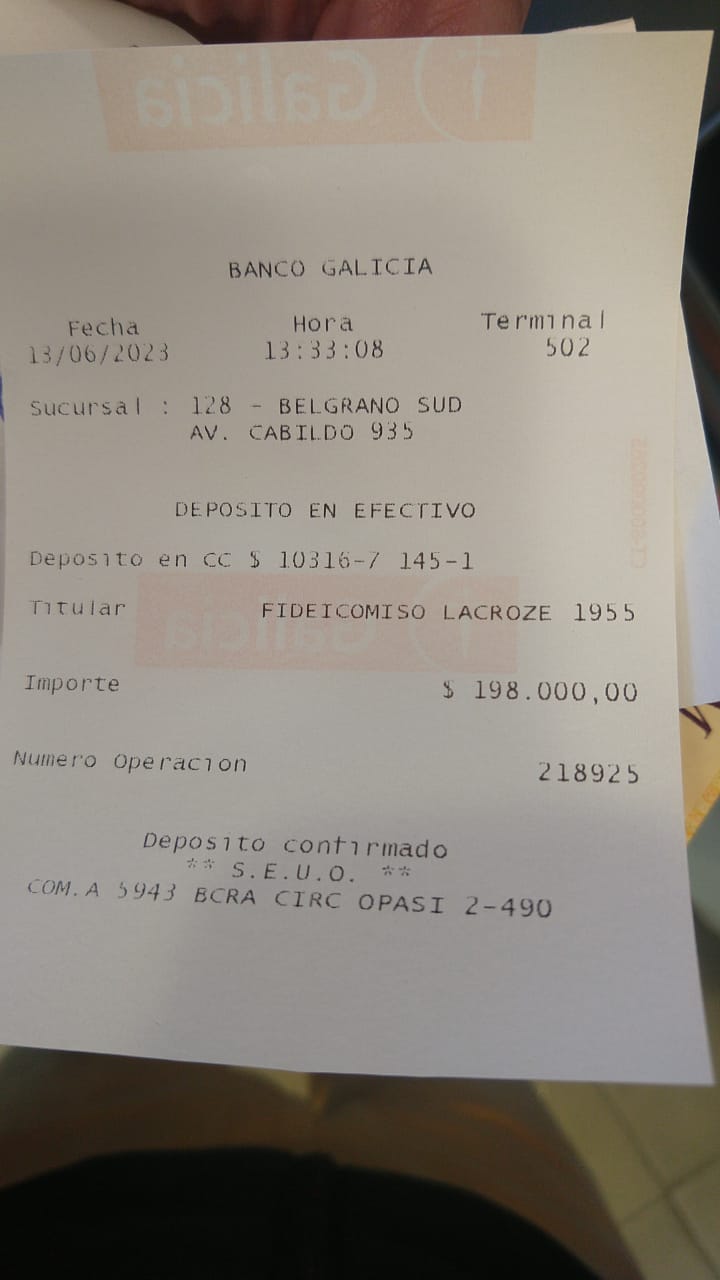 Galicia
BANCO GALICIA
Fecha Hora Terminal
13/06/2023 13:33:08 502
Sucursal : 128 - BELGRANO SUD
AV. CABILDO 935
DEPOSITO EN EFECTIVO
Deposito en CC $ 10316-7 145-1
Titular FIDEICOMISO LACROZE 1955
Galicia
Importe $ 198.000,00
Numero Operacion 218925
Deposito confirmado
** S.E.U.O. **
COM.A 5943 BCRA CIRC OPASI 2-490